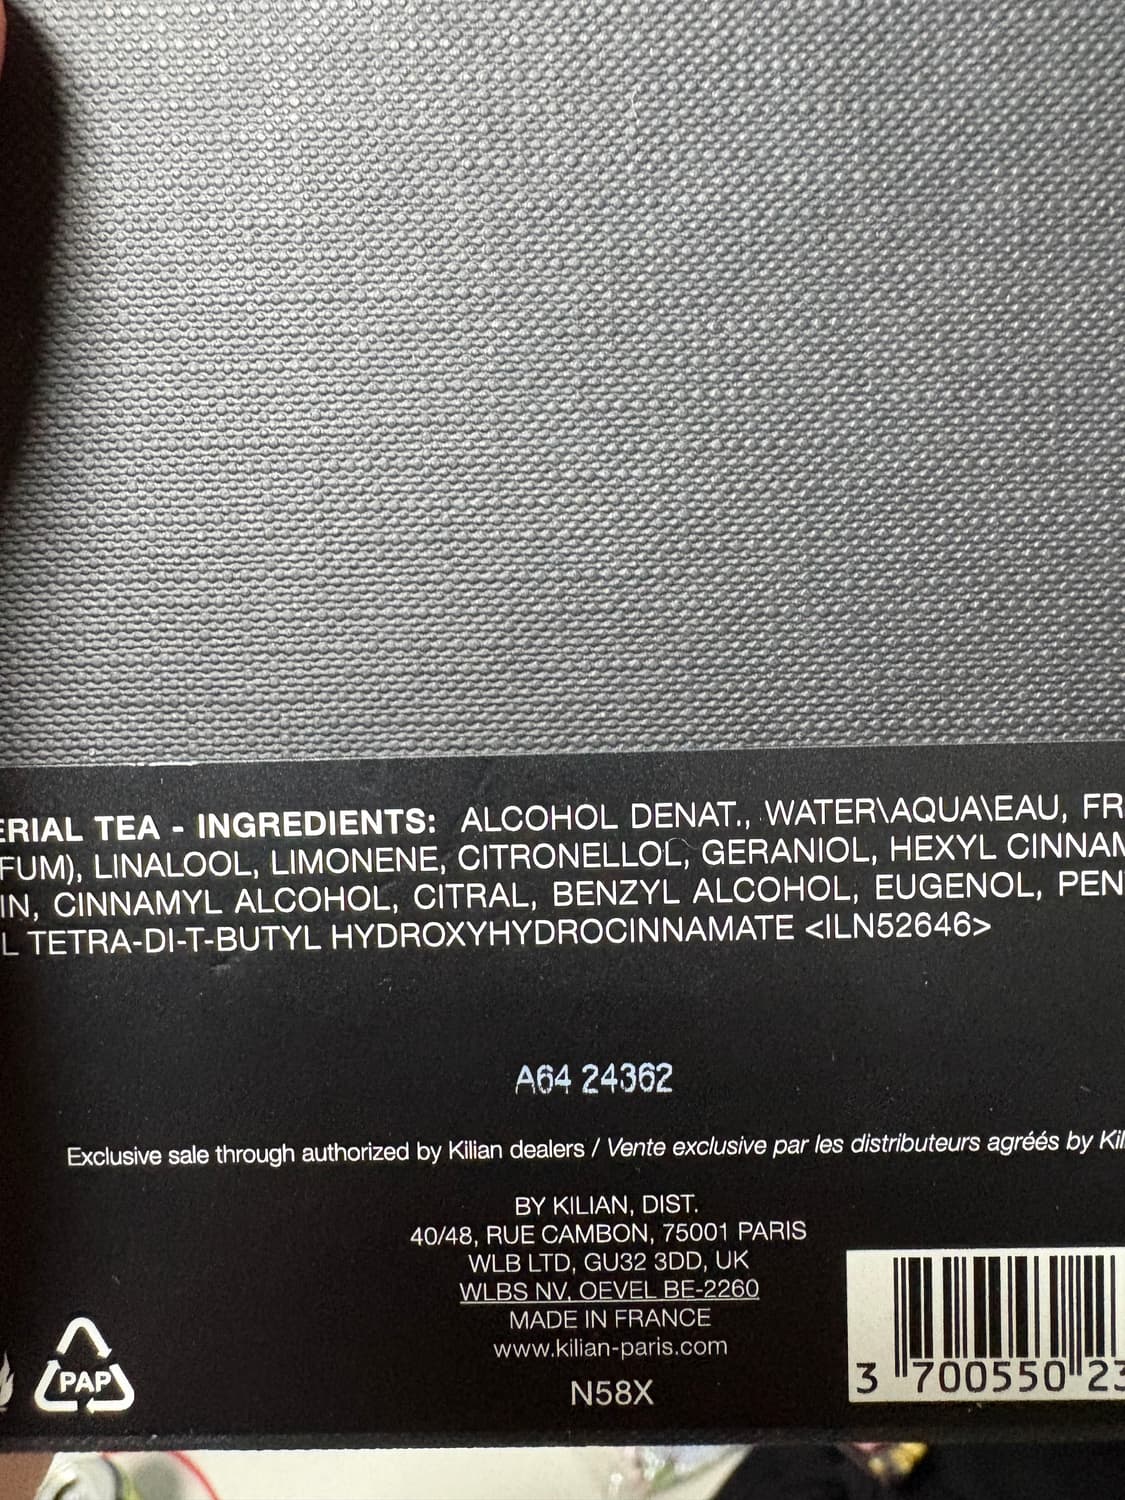 ERIAL TEA - INGREDIENTS: ALCOHOL DENAT., WATER\AQUA\EAU, FR
FUM), LINALOOL, LIMONENE, CITRONELLOL, GERANIOL, HEXYL CINNAM
IN, CINNAMYL ALCOHOL, CITRAL, BENZYL ALCOHOL, EUGENOL, PEN
L TETRA-DI-T-BUTYL HYDROXYHYDROCINNAMATE <ILN52646>
A64 24362
Exclusive sale through authorized by Kilian dealers / Vente exclusive par les distributeurs agréés by Kil
BY KILIAN, DIST.
40/48, RUE CAMBON, 75001 PARIS
WLB LTD, GU32 3DD, UK
WLBS NV, OEVEL BE-2260
MADE IN FRANCE
www.kilian-paris.com
N58X
PAP
3 700550 23